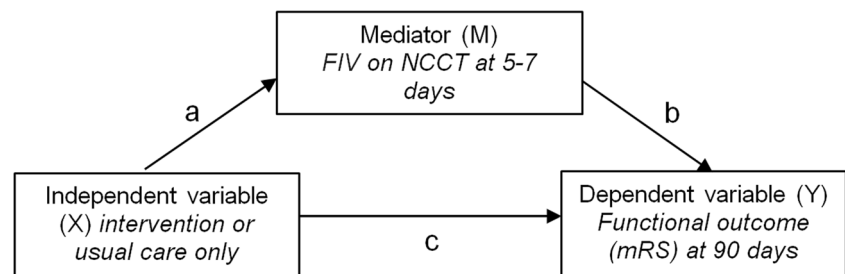 Mediator (M)
FIV on NCCT at 5-7
days
a
b
Independent variable
(X) intervention or
usual care only
c
Dependent variable (Y)
Functional outcome
(mRS) at 90 days